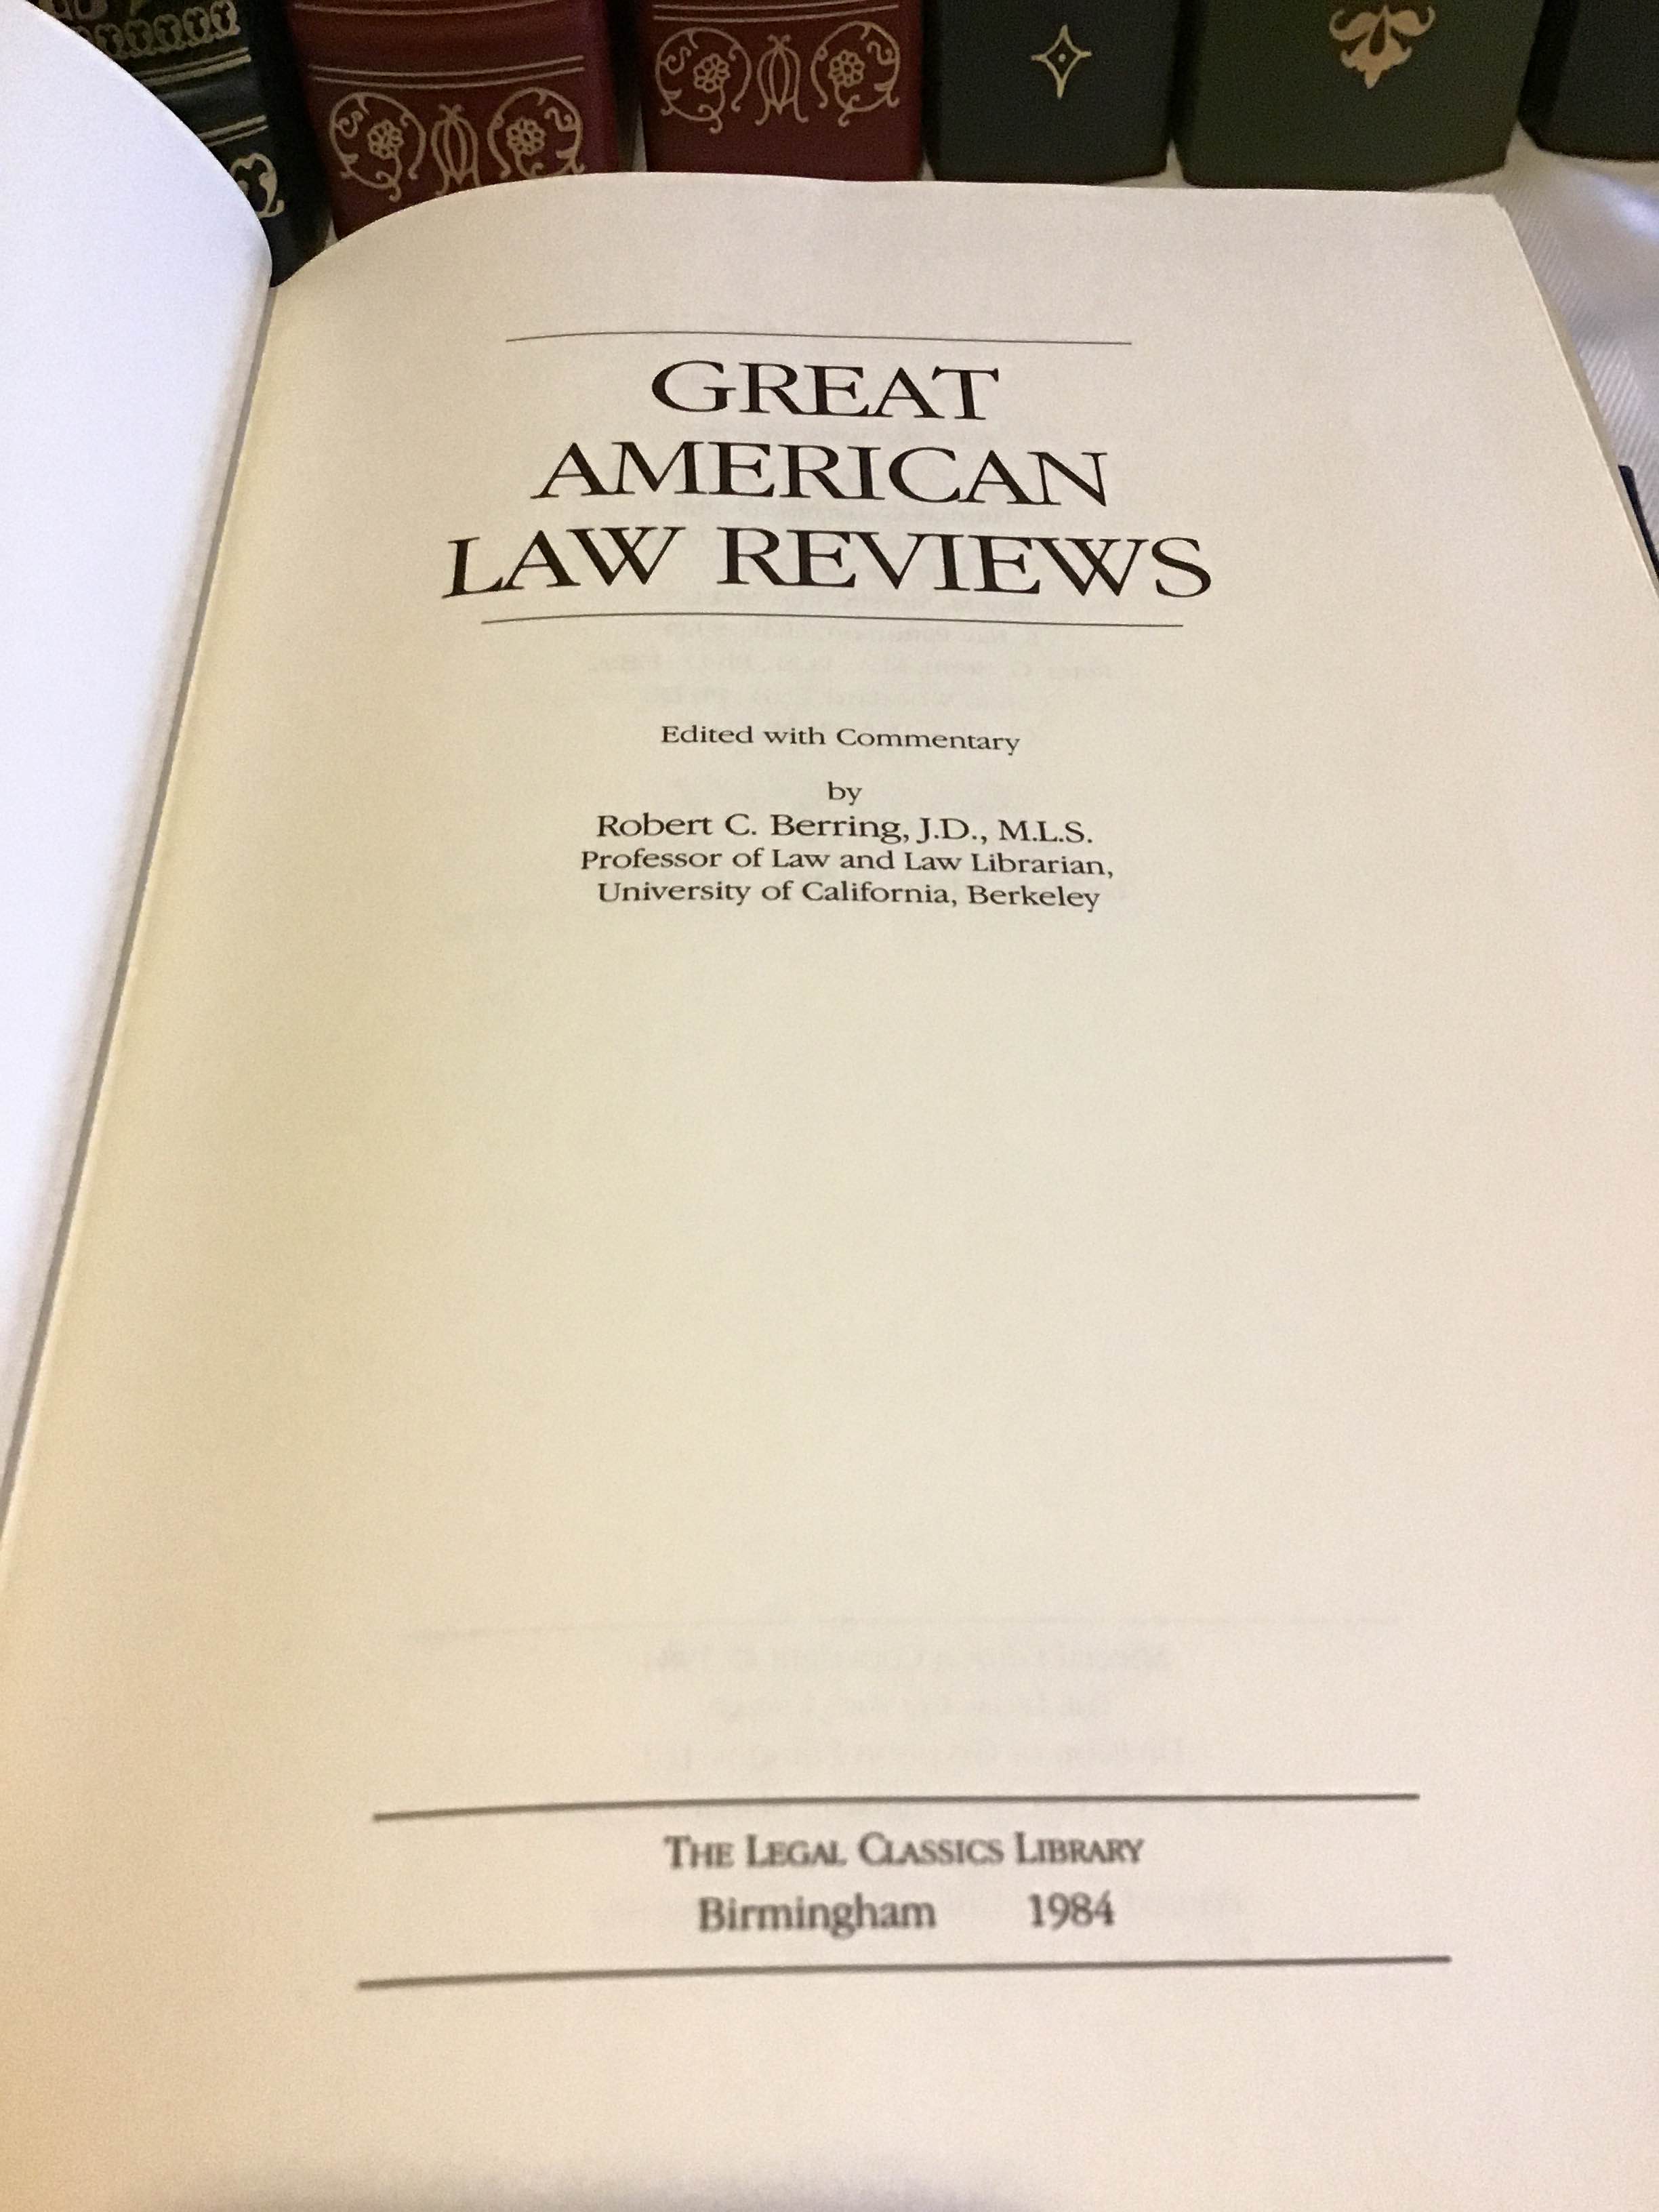 GREAT
AMERICAN
LAW REVIEWS
Edited with Commentary
by
Robert C. Berring, J.D., M.L.S.
Professor of Law and Law Librarian,
University of California, Berkeley
THE LEGAL CLASSICS LIBRARY
Birmingham 1984